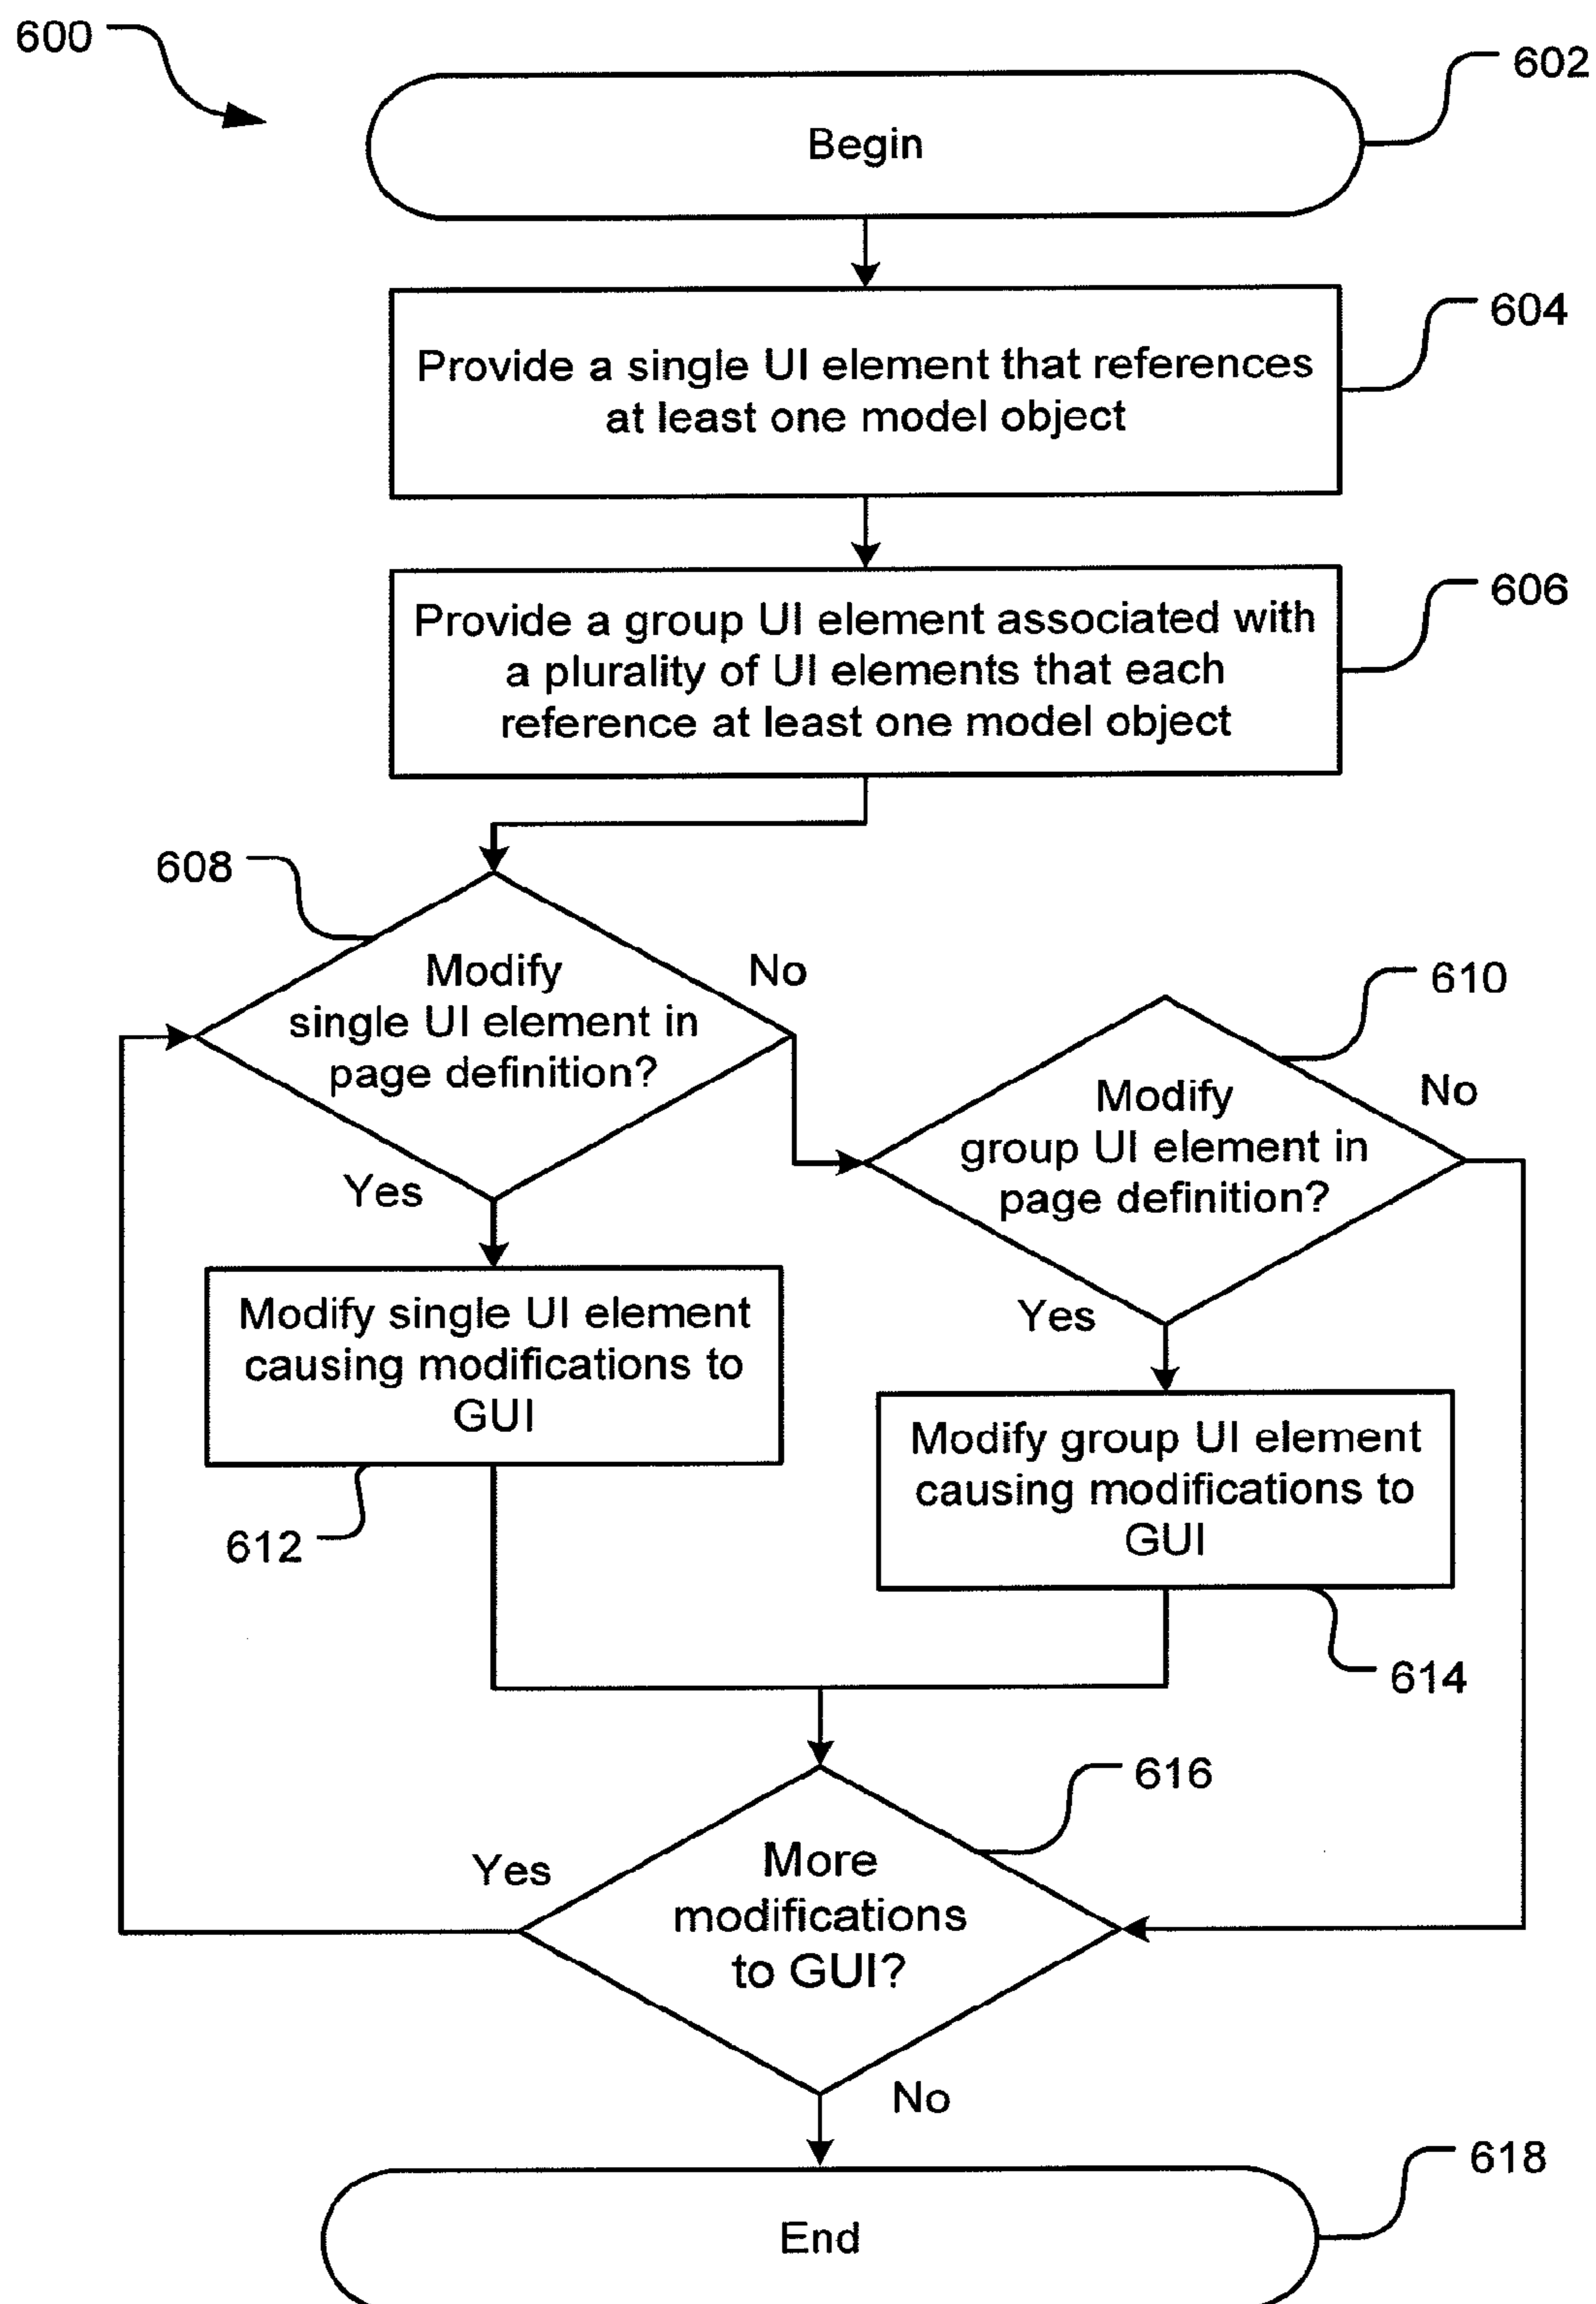 600
602
Begin
604
Provide a single UI element that references
at least one model object
606
Provide a group UI element associated with
a plurality of UI elements that each
reference at least one model object
608
Modify
single UI element in
page definition?
No
610
Modify
group UI element in
page definition?
No
Yes
Modify single UI element
causing modifications to
GUI
612
Yes
Modify group UI element
causing modifications to
GUI
614
616
More
modifications
to GUI?
Yes
No
618
End